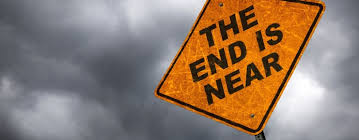 THE
END IS
NEAR